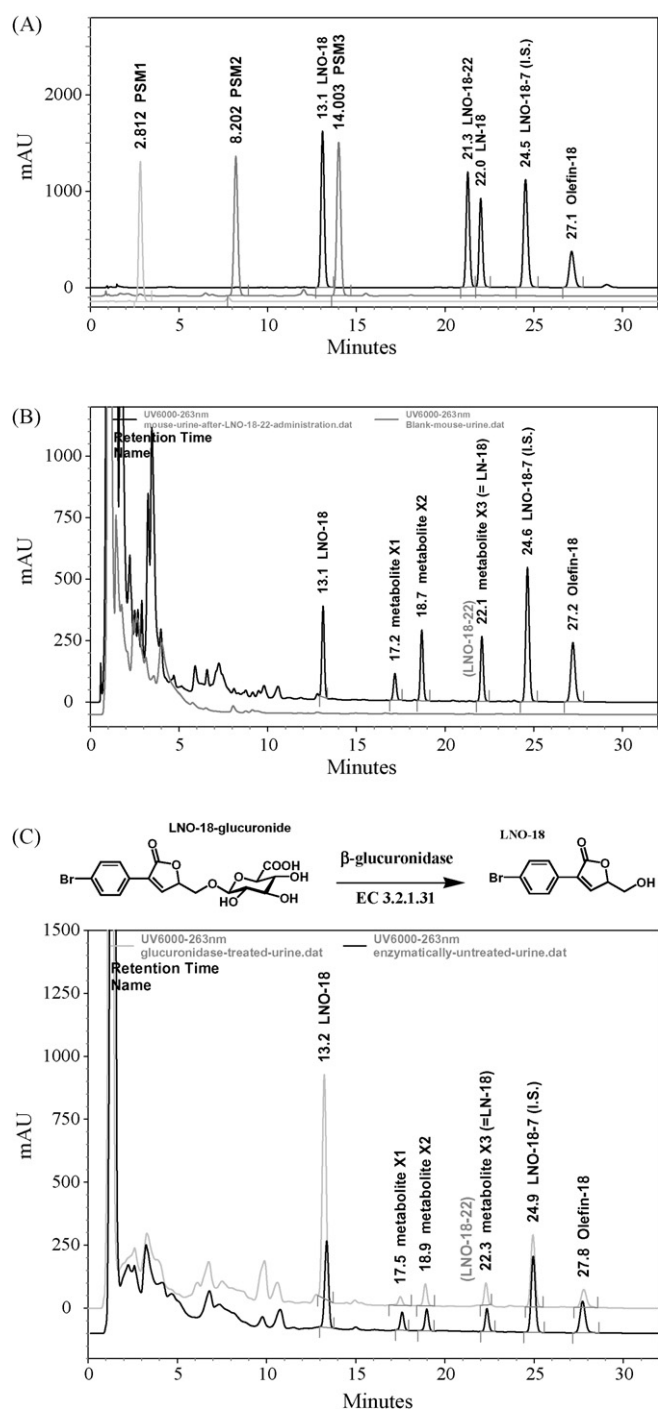 (A)
2000
1000
0
mAU
2.812 PSM1
8.202 PSM2
13.1 LNO-18
14.003 PSM3
21.3 LNO-18-22
22.0 LN-18
24.5 LNO-18-7 (I.S.)
27.1 Olefin-18
0 5 10 15 20 25 30
Minutes
(B)
UV6000-263nm
mouse-urine-after-LNO-18-22-administration.dat
UV6000-263nm
Blank-mouse-urine.dat
Retention Time
Name
1000
750
500
250
0
mAU
13.1 LNO-18
17.2 metabolite X1
18.7 metabolite X2
(LNO-18-22)
22.1 metabolite X3 (= LN-18)
24.6 LNO-18-7 (I.S.)
27.2 Olefin-18
0 5 10 15 20 25 30
Minutes
(C)
LNO-18-glucuronide
Br
O
O
O
O
COOH
OH
HO
OH
β-glucuronidase
EC 3.2.1.31
LNO-18
Br
O
O
OH
UV6000-263nm
glucuronidase-treated-urine.dat
UV6000-263nm
enzymatically-untreated-urine.dat
Retention Time
Name
1500
1250
1000
750
500
250
0
mAU
13.2 LNO-18
17.5 metabolite X1
18.9 metabolite X2
(LNO-18-22)
22.3 metabolite X3 (=LN-18)
24.9 LNO-18-7 (I.S.)
27.8 Olefin-18
0 5 10 15 20 25 30
Minutes